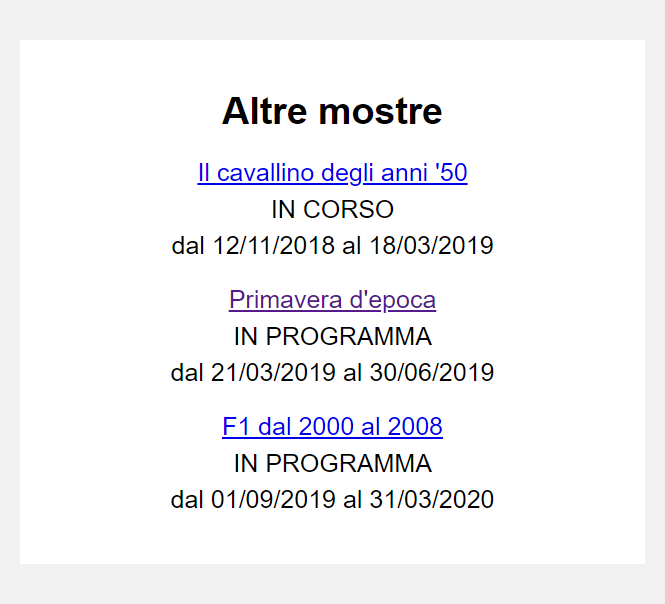 Altre mostre
Il cavallino degli anni '50
IN CORSO
dal 12/11/2018 al 18/03/2019
Primavera d'epoca
IN PROGRAMMA
dal 21/03/2019 al 30/06/2019
F1 dal 2000 al 2008
IN PROGRAMMA
dal 01/09/2019 al 31/03/2020